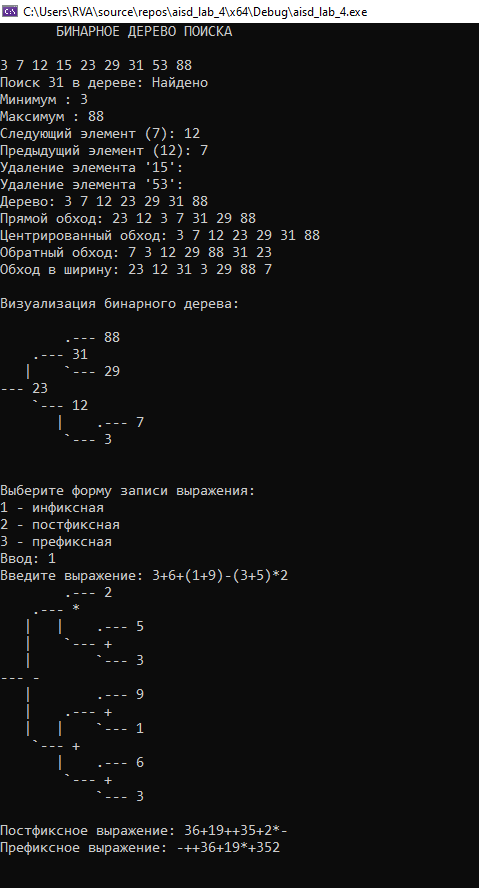 C:\Users\RVA\source\repos\aisd_lab_4\x64\Debug\aisd_lab_4.exe
БИНАРНОЕ ДЕРЕВО ПОИСКА
3 7 12 15 23 29 31 53 88
Поиск 31 в дереве: Найдено
Минимум : 3
Максимум : 88
Следующий элемент (7): 12
Предыдущий элемент (12): 7
Удаление элемента '15':
Удаление элемента '53':
Дерево: 3 7 12 23 29 31 88
Прямой обход: 23 12 3 7 31 29 88
Центрированный обход: 3 7 12 23 29 31 88
Обратный обход: 7 3 12 29 88 31 23
Обход в ширину: 23 12 31 3 29 88 7
Визуализация бинарного дерева:
        .--- 88
    .--- 31
   |    `--- 29
--- 23
    `--- 12
       |    .--- 7
        `--- 3
Выберите форму записи выражения:
1 - инфиксная
2 - постфиксная
3 - префиксная
Ввод: 1
Введите выражение: 3+6+(1+9)-(3+5)*2
        .--- 2
    .--- *
   |   |    .--- 5
   |    `--- +
   |        `--- 3
--- -
   |        .--- 9
   |    .--- +
   |   |    `--- 1
    `--- +
       |    .--- 6
        `--- +
            `--- 3
Постфиксное выражение: 36+19++35+2*-
Префиксное выражение: -++36+19*+352